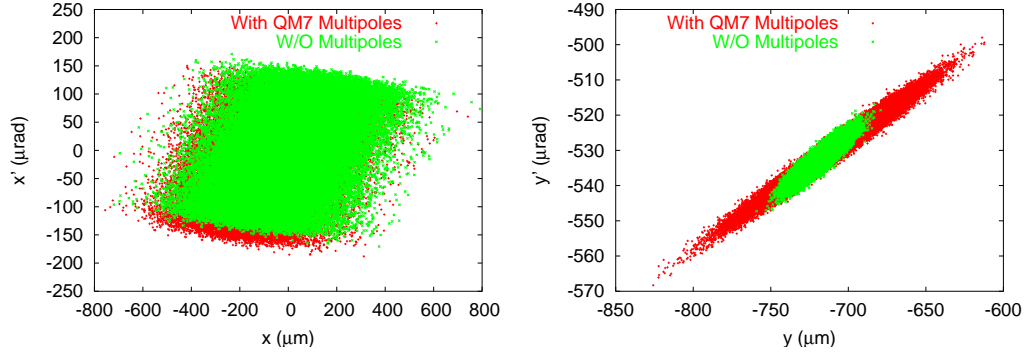 With QM7 Multipoles
W/O Multipoles
250
200
150
100
50
0
-50
-100
-150
-200
-250
x' (μrad)
-800 -600 -400 -200 0 200 400 600 800
x (μm)
With QM7 Multipoles
W/O Multipoles
-490
-500
-510
-520
-530
-540
-550
-560
-570
y' (μrad)
-850 -800 -750 -700 -650 -600
y (μm)